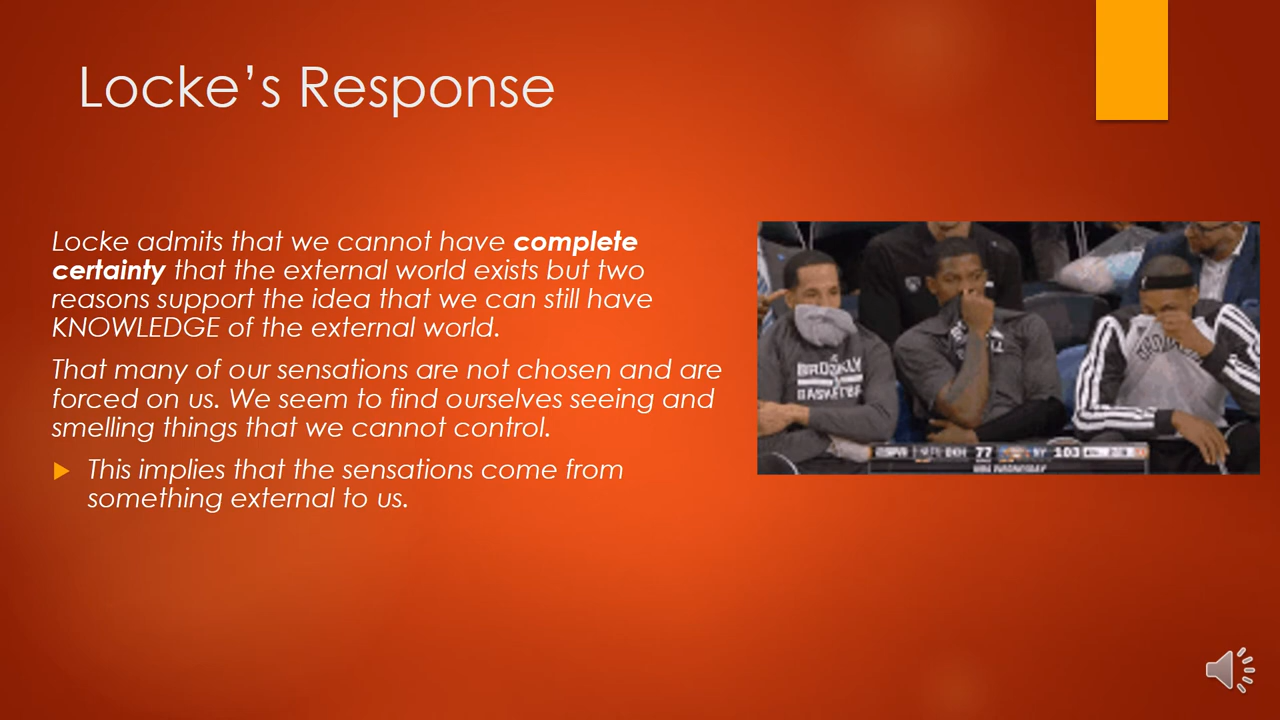 Locke’s Response
Locke admits that we cannot have complete
certainty that the external world exists but two
reasons support the idea that we can still have
KNOWLEDGE of the external world.
That many of our sensations are not chosen and are
forced on us. We seem to find ourselves seeing and
smelling things that we cannot control.
This implies that the sensations come from
something external to us.
BROOKLYN
BASKETBALL
77
NY 103